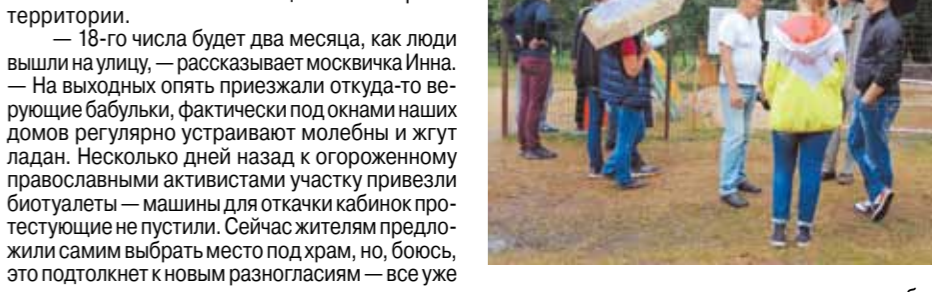 территории.
— 18-го числа будет два месяца, как люди
вышли на улицу, — рассказывает москвичка Инна.
— На выходных опять приезжали откуда-то ве-
рующие бабульки, фактически под окнами наших
домов регулярно устраивают молебны и жгут
ладан. Несколько дней назад к огороженному
православными активистами участку привезли
биотуалеты — машины для откачки кабинок про-
тестующие не пустили. Сейчас жителям предло-
жили самим выбрать место под храм, но, боюсь,
это подтолкнет к новым разногласиям — все уже